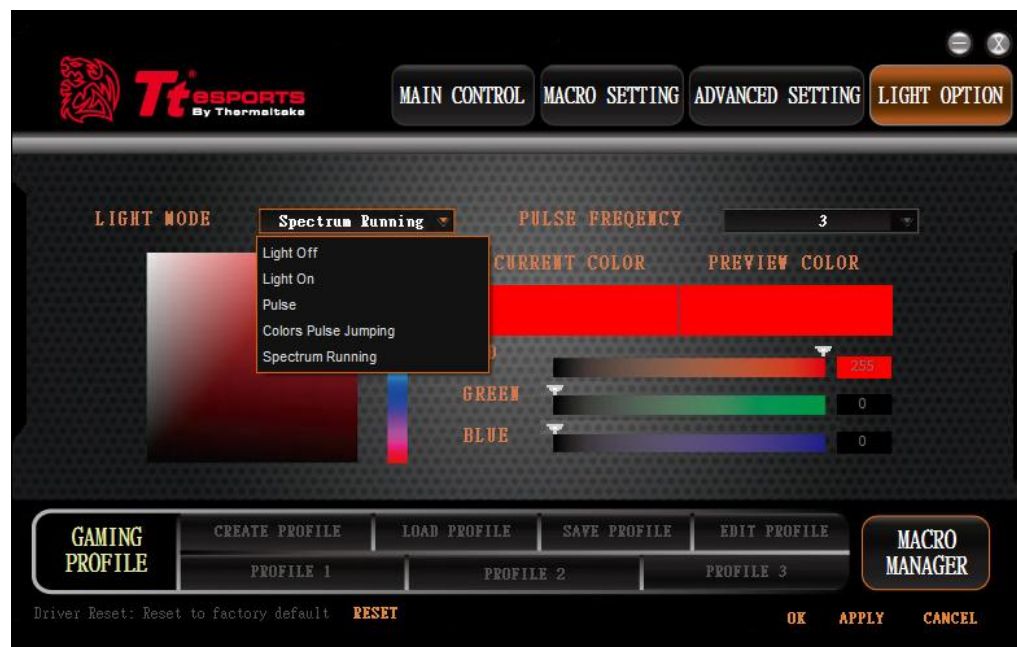 Tt esports
By Thermaltake
MAIN CONTROL
MACRO SETTING
ADVANCED SETTING
LIGHT OPTION
LIGHT MODE
Spectrum Running
PULSE FREQENCY
3
Light Off
Light On
Pulse
Colors Pulse Jumping
Spectrum Running
CURRENT COLOR
PREVIEW COLOR
255
GREEN
0
BLUE
0
GAMING PROFILE
CREATE PROFILE
LOAD PROFILE
SAVE PROFILE
EDIT PROFILE
PROFILE 1
PROFILE 2
PROFILE 3
MACRO MANAGER
Driver Reset: Reset to factory default
RESET
OK
APPLY
CANCEL